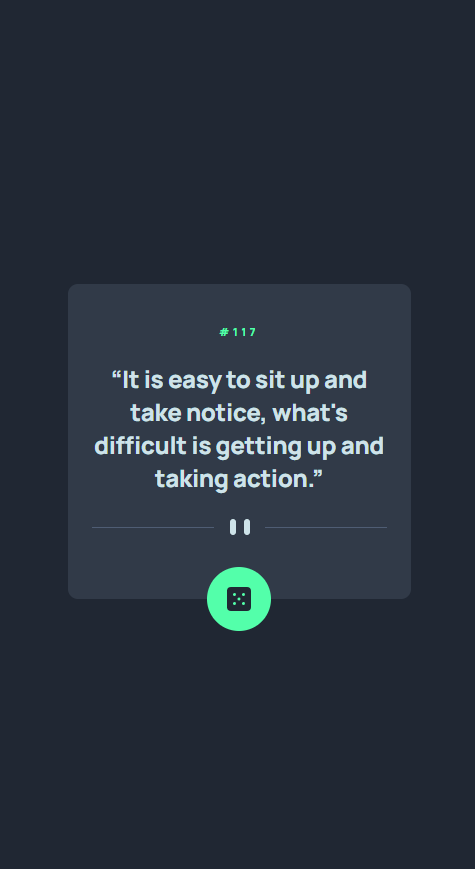 #117
“It is easy to sit up and
take notice, what's
difficult is getting up and
taking action.”